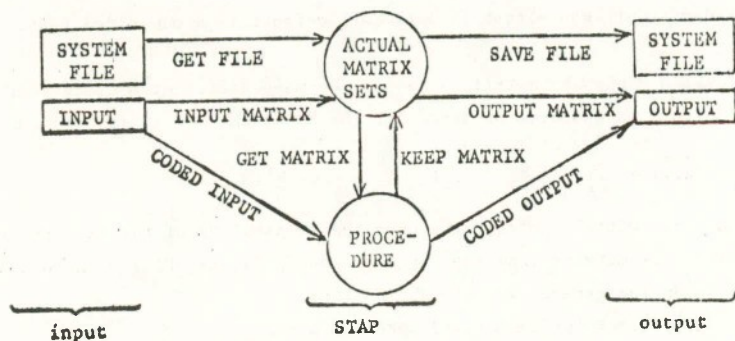 SYSTEM
FILE
GET FILE
ACTUAL
MATRIX
SETS
SAVE FILE
SYSTEM
FILE
INPUT
INPUT MATRIX
OUTPUT MATRIX
OUTPUT
GET MATRIX
KEEP MATRIX
CODED INPUT
CODED OUTPUT
PROCE-
DURE
input
STAP
output